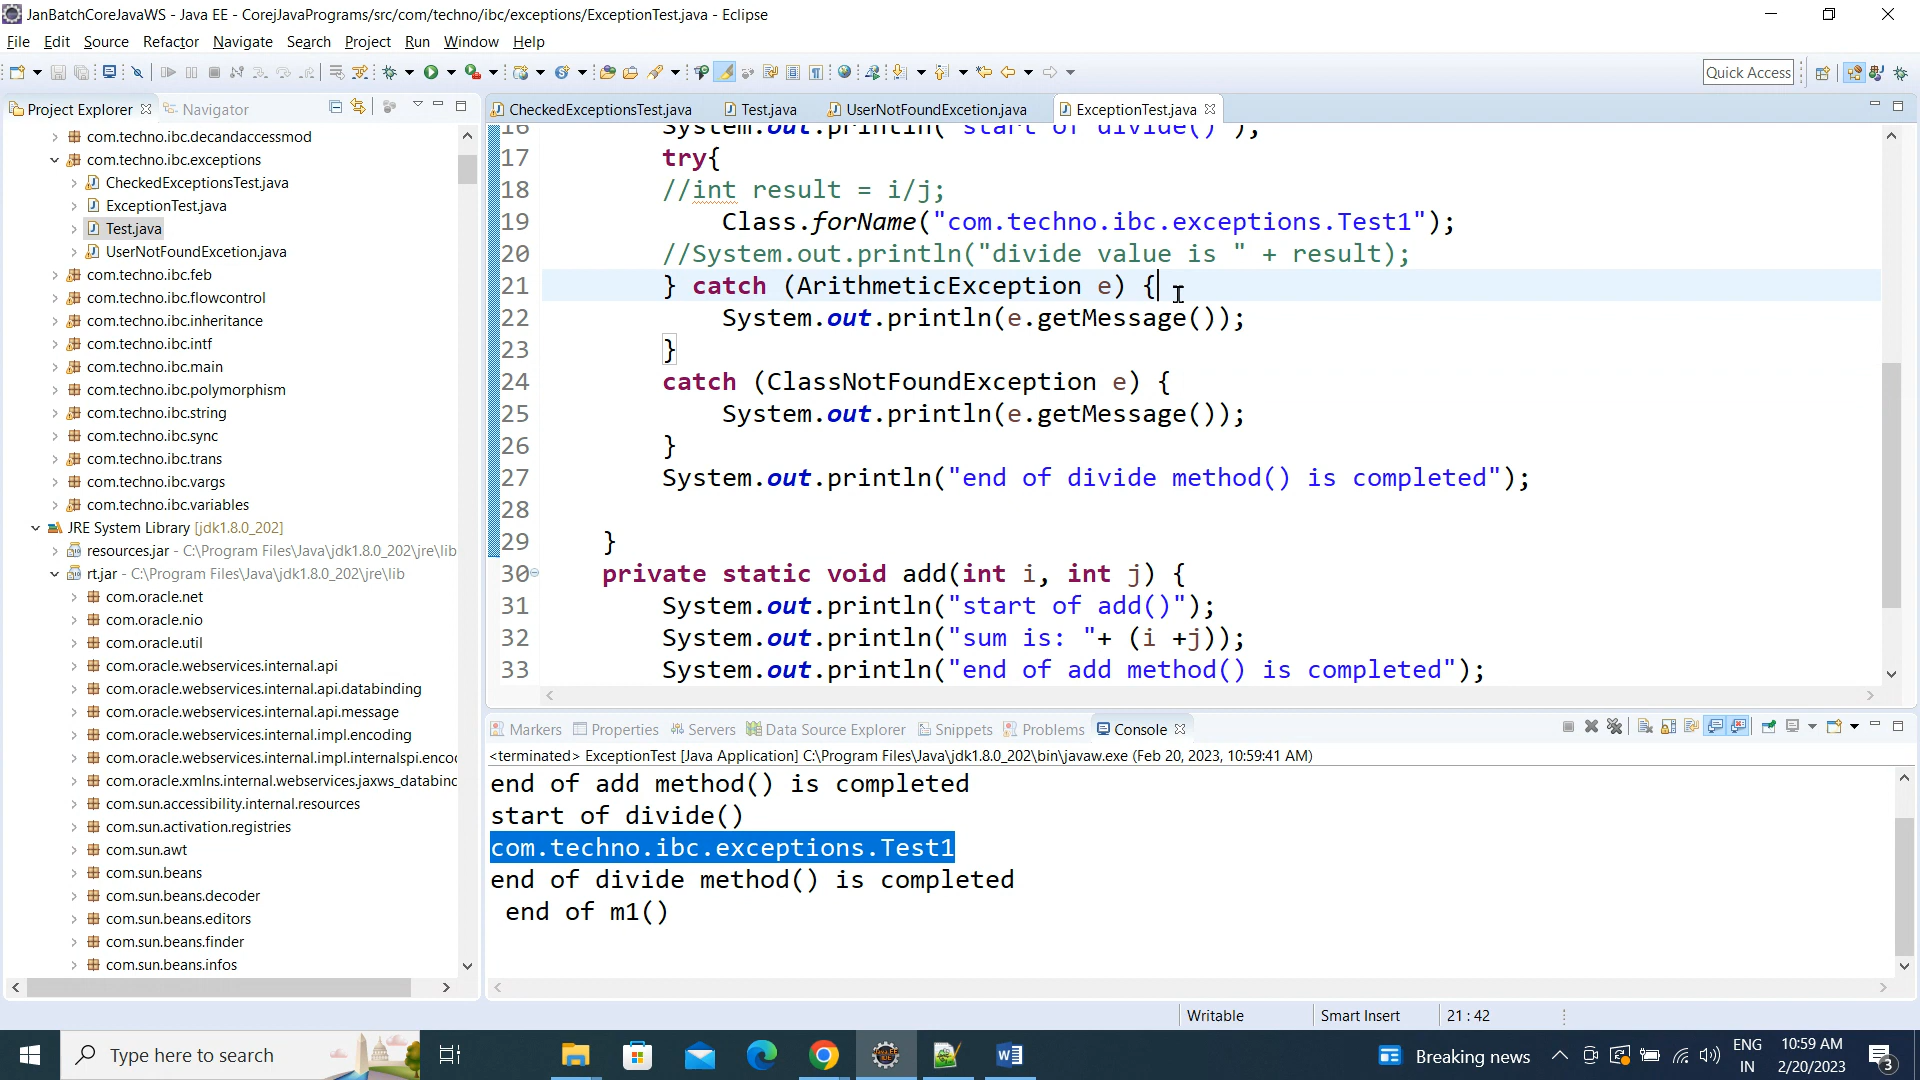 JanBatchCoreJavaWS - Java EE - CorejJavaPrograms/src/com/techno/ibc/exceptions/ExceptionTest.java - Eclipse
File Edit Source Refactor Navigate Search Project Run Window Help
Quick Access
Project Explorer Navigator
CheckedExceptionsTest.java Test.java UserNotFoundExcetion.java ExceptionTest.java
com.techno.ibc.decandaccessmod
com.techno.ibc.exceptions
CheckedExceptionsTest.java
ExceptionTest.java
Test.java
UserNotFoundExcetion.java
com.techno.ibc.feb
com.techno.ibc.flowcontrol
com.techno.ibc.inheritance
com.techno.ibc.intf
com.techno.ibc.main
com.techno.ibc.polymorphism
com.techno.ibc.string
com.techno.ibc.sync
com.techno.ibc.trans
com.techno.ibc.vargs
com.techno.ibc.variables
JRE System Library [jdk1.8.0_202]
resources.jar - C:\Program Files\Java\jdk1.8.0_202\jre\lib
rt.jar - C:\Program Files\Java\jdk1.8.0_202\jre\lib
com.oracle.net
com.oracle.nio
com.oracle.util
com.oracle.webservices.internal.api
com.oracle.webservices.internal.api.databinding
com.oracle.webservices.internal.api.message
com.oracle.webservices.internal.impl.encoding
com.oracle.webservices.internal.impl.internalspi.encoc
com.oracle.xmlns.internal.webservices.jaxws_databinc
com.sun.accessibility.internal.resources
com.sun.activation.registries
com.sun.awt
com.sun.beans
com.sun.beans.decoder
com.sun.beans.editors
com.sun.beans.finder
com.sun.beans.infos
16 System.out.println("start of divide()");
17 try{
18 //int result = i/j;
19 Class.forName("com.techno.ibc.exceptions.Test1");
20 //System.out.println("divide value is " + result);
21 } catch (ArithmeticException e) {
22 System.out.println(e.getMessage());
23 }
24 catch (ClassNotFoundException e) {
25 System.out.println(e.getMessage());
26 }
27 System.out.println("end of divide method() is completed");
28
29 }
30 private static void add(int i, int j) {
31 System.out.println("start of add()");
32 System.out.println("sum is: "+ (i +j));
33 System.out.println("end of add method() is completed");
Markers Properties Servers Data Source Explorer Snippets Problems Console
<terminated> ExceptionTest [Java Application] C:\Program Files\Java\jdk1.8.0_202\bin\javaw.exe (Feb 20, 2023, 10:59:41 AM)
end of add method() is completed
start of divide()
com.techno.ibc.exceptions.Test1
end of divide method() is completed
end of m1()
Writable Smart Insert 21 : 42
Type here to search
Breaking news
ENG
IN
10:59 AM
2/20/2023
3